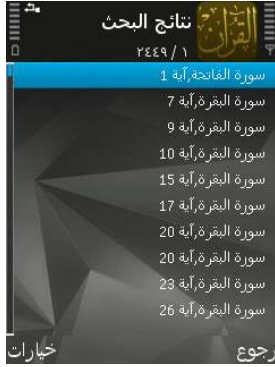 القرآن
نتائج البحث
١ / ٢٤٤٩
سورة الفاتحة,آية 1
سورة البقرة,آية 7
سورة البقرة,آية 9
سورة البقرة,آية 10
سورة البقرة,آية 15
سورة البقرة,آية 17
سورة البقرة,آية 20
سورة البقرة,آية 20
سورة البقرة,آية 23
سورة البقرة,آية 26
رجوع
خيارات